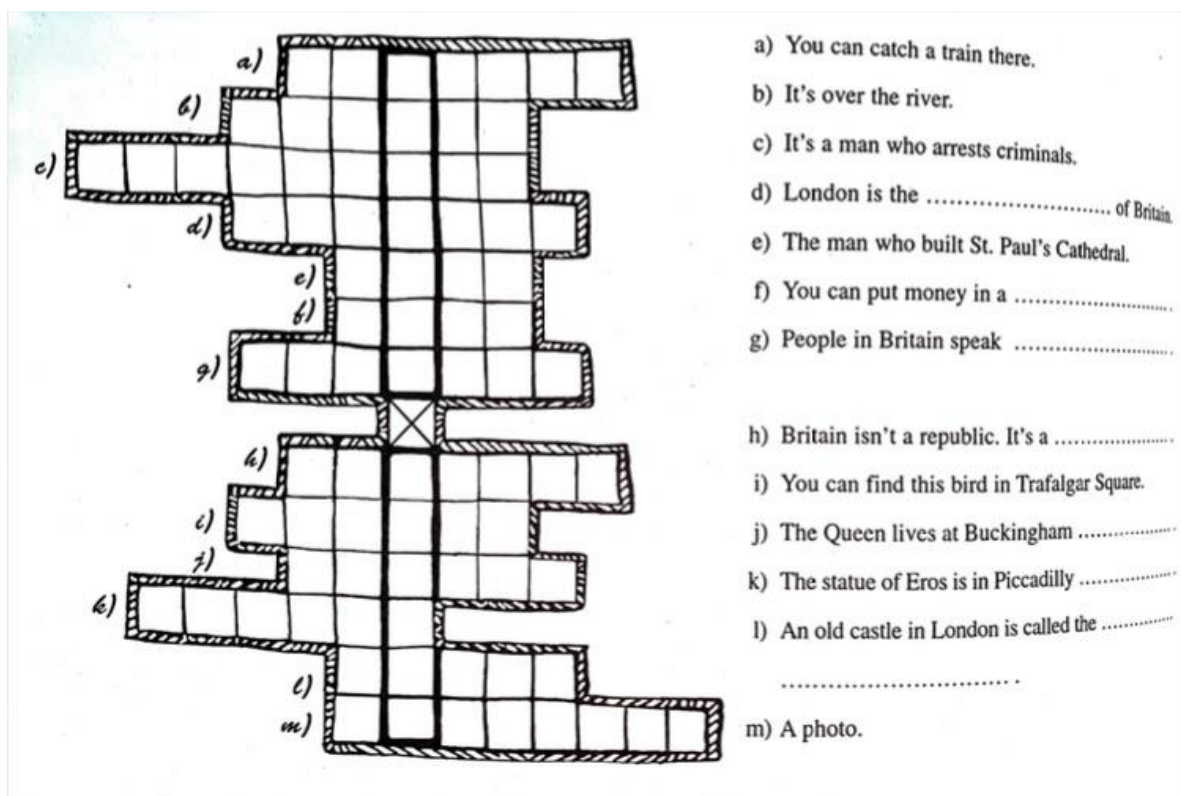 a)
b)
c)
d)
e)
f)
g)
h)
i)
j)
k)
l)
m)
a) You can catch a train there.
b) It's over the river.
c) It's a man who arrests criminals.
d) London is the .............................. of Britain
e) The man who built St. Paul's Cathedral.
f) You can put money in a ..............................
g) People in Britain speak ..............................
h) Britain isn't a republic. It's a ......................
i) You can find this bird in Trafalgar Square.
j) The Queen lives at Buckingham ..................
k) The statue of Eros is in Piccadilly ..................
l) An old castle in London is called the ..............
.............................. .
m) A photo.